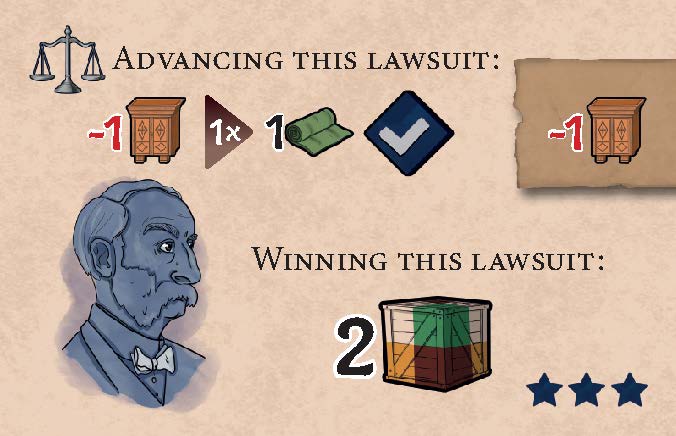 ADVANCING THIS LAWSUIT:
-1 1x 1 -1
WINNING THIS LAWSUIT:
2